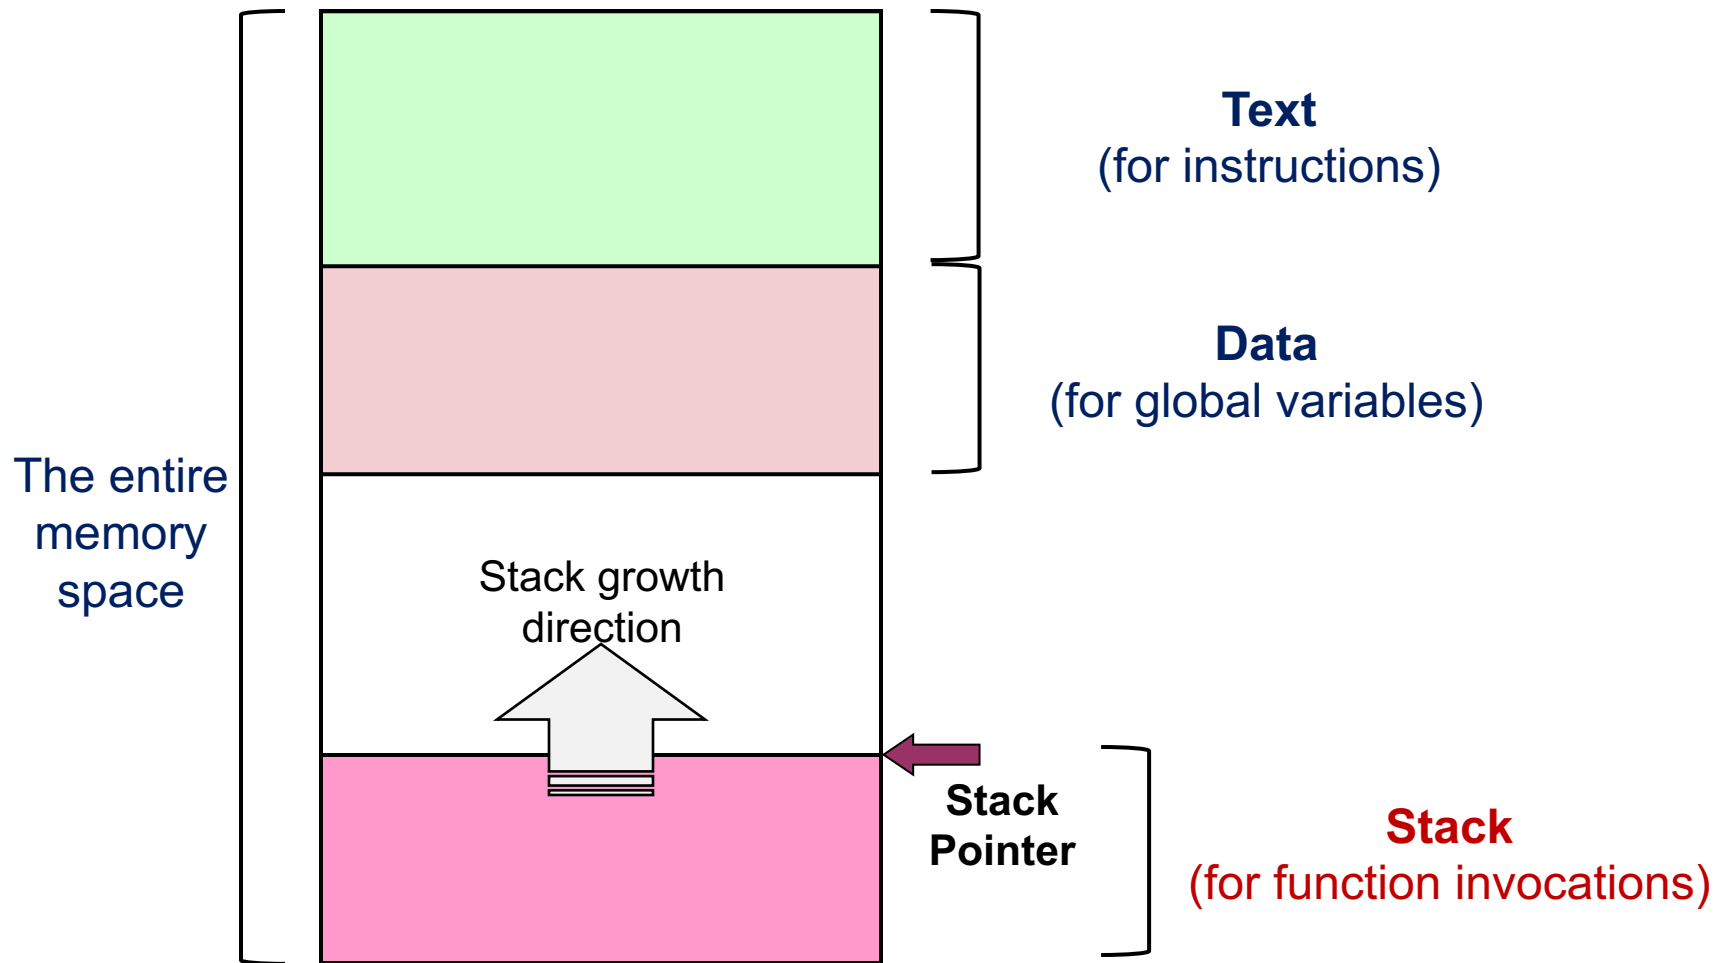 Text
(for instructions)
Data
(for global variables)
The entire
memory
space
Stack growth
direction
Stack
Pointer
Stack
(for function invocations)